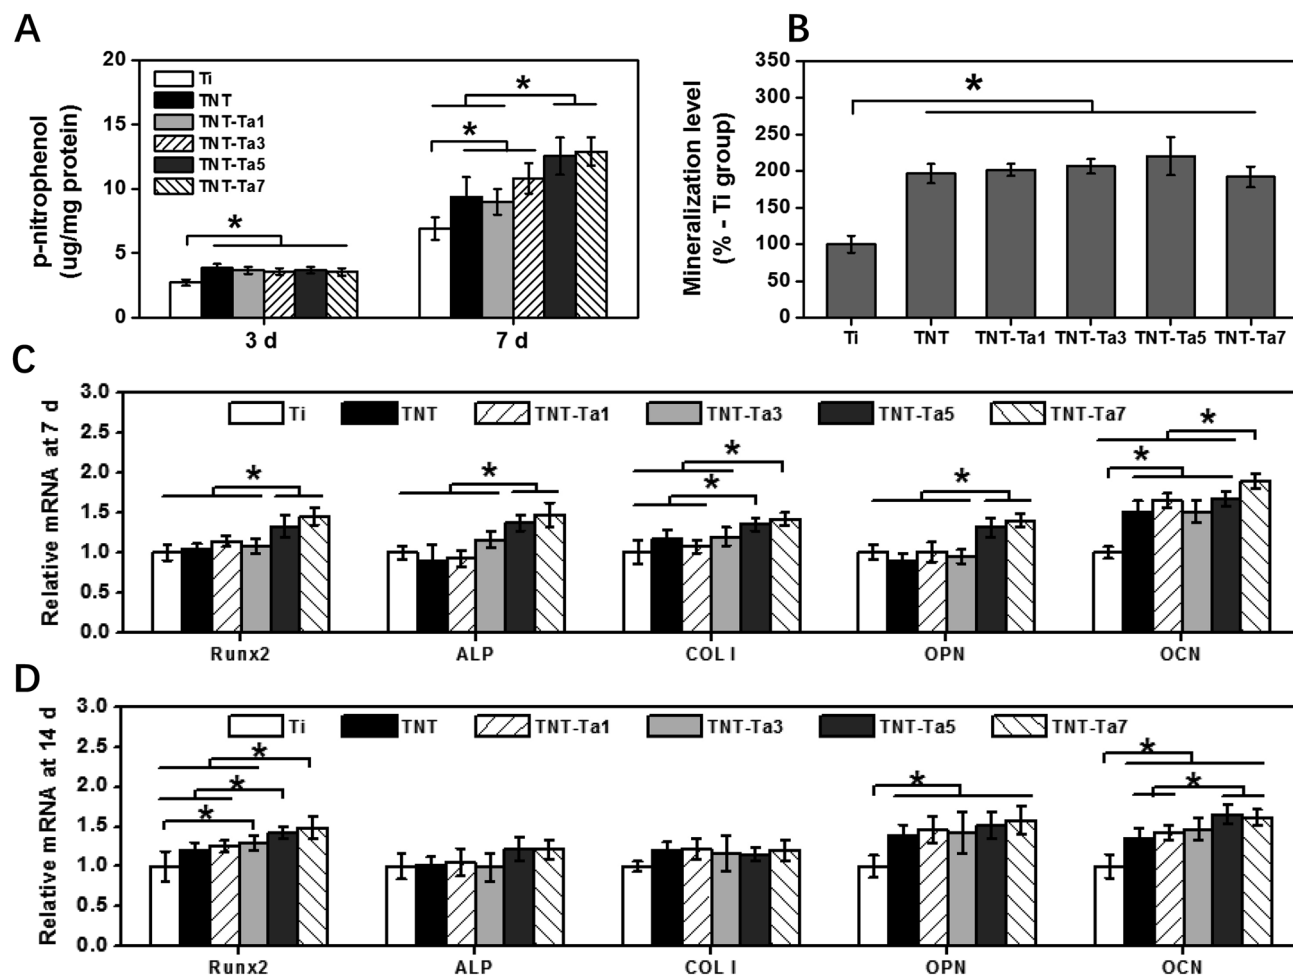 A
p-nitrophenol
(ug/mg protein)
20
15
10
5
0
Ti
TNT
TNT-Ta1
TNT-Ta3
TNT-Ta5
TNT-Ta7
*
*
*
3 d
7 d
B
Mineralization level
(% - Ti group)
350
300
250
200
150
100
50
0
*
Ti
TNT
TNT-Ta1
TNT-Ta3
TNT-Ta5
TNT-Ta7
C
Relative mRNA at 7 d
3.0
2.5
2.0
1.5
1.0
0.5
0.0
Ti
TNT
TNT-Ta1
TNT-Ta3
TNT-Ta5
TNT-Ta7
*
*
*
*
*
*
*
Runx2
ALP
COL I
OPN
OCN
D
Relative mRNA at 14 d
3.0
2.5
2.0
1.5
1.0
0.5
0.0
Ti
TNT
TNT-Ta1
TNT-Ta3
TNT-Ta5
TNT-Ta7
*
*
*
*
*
*
Runx2
ALP
COL I
OPN
OCN